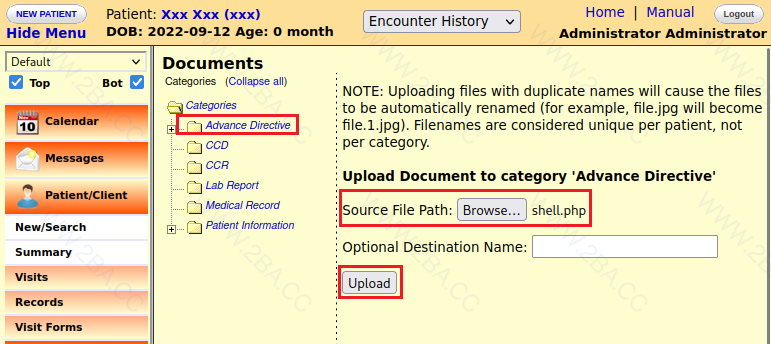 NEW PATIENT
Hide Menu
Patient: Xxx Xxx (xxx)
DOB: 2022-09-12 Age: 0 month
Encounter History
Home | Manual
Logout
Administrator Administrator
Default
Top
Bot
10
Calendar
Messages
Patient/Client
New/Search
Summary
Visits
Records
Visit Forms
Documents
Categories (Collapse all)
Categories
Advance Directive
CCD
CCR
Lab Report
Medical Record
Patient Information
NOTE: Uploading files with duplicate names will cause the files
to be automatically renamed (for example, file.jpg will become
file.1.jpg). Filenames are considered unique per patient, not
per category.
Upload Document to category 'Advance Directive'
Source File Path: Browse... shell.php
Optional Destination Name:
Upload
WWW.2BA.CC